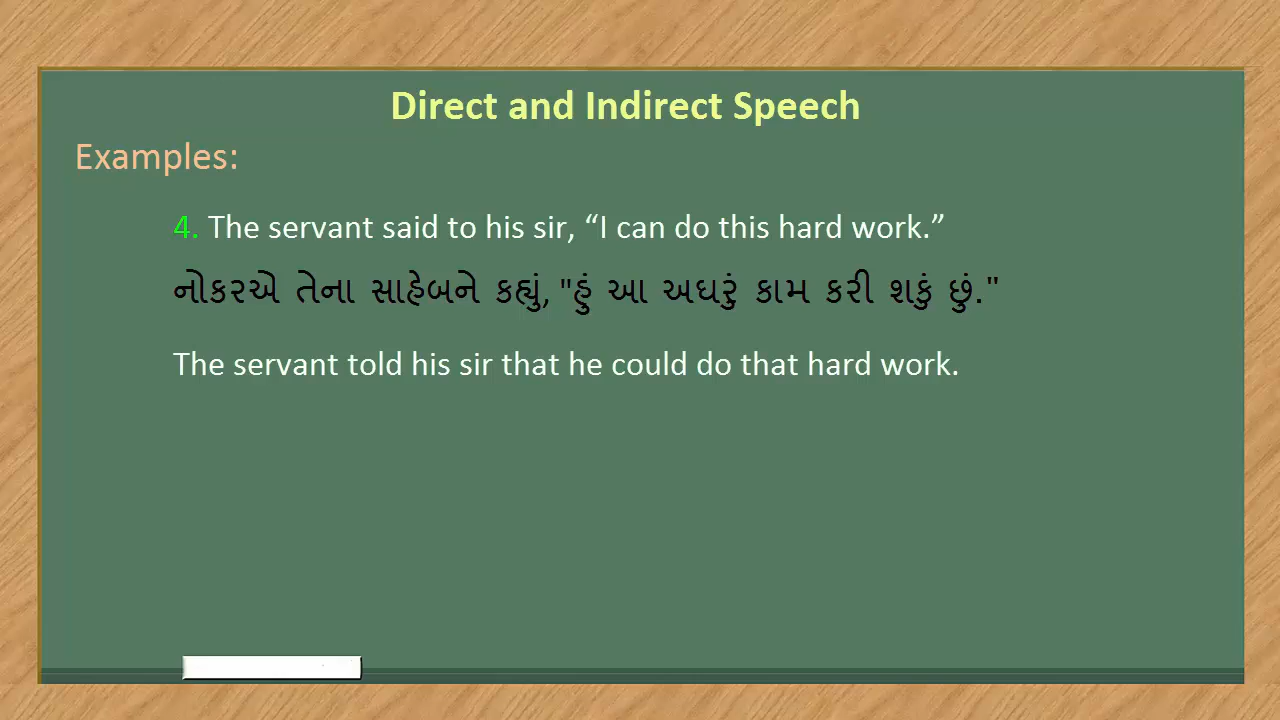 Direct and Indirect Speech
Examples:
4. The servant said to his sir, “I can do this hard work.”
નોકરએ તેના સાહેબને કહ્યું, "હું આ અઘરું કામ કરી શકું છું."
The servant told his sir that he could do that hard work.